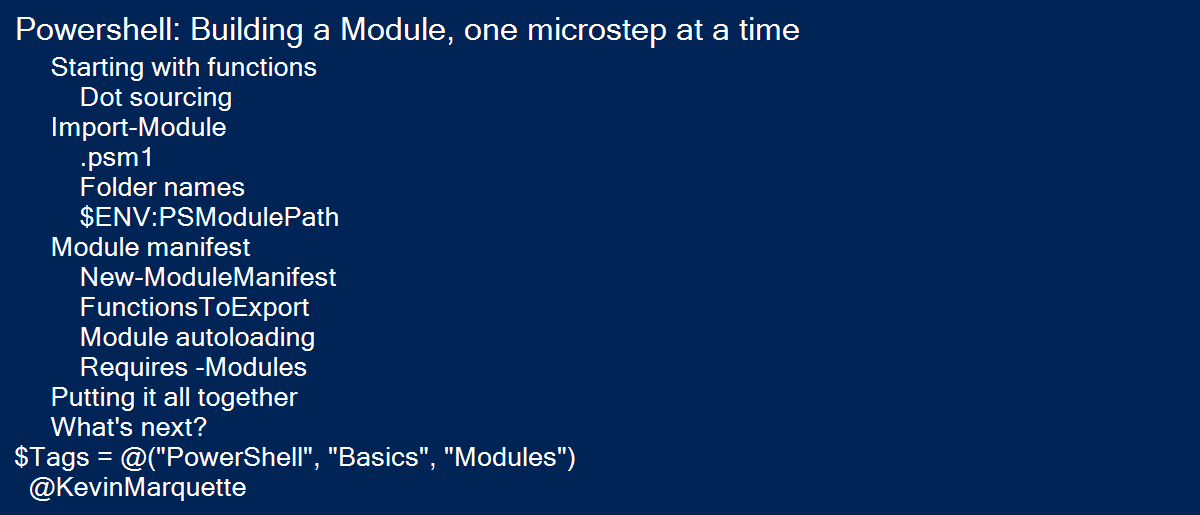 Powershell: Building a Module, one microstep at a time
Starting with functions
Dot sourcing
Import-Module
.psm1
Folder names
$ENV:PSModulePath
Module manifest
New-ModuleManifest
FunctionsToExport
Module autoloading
Requires -Modules
Putting it all together
What's next?
$Tags = @("PowerShell", "Basics", "Modules")
@KevinMarquette